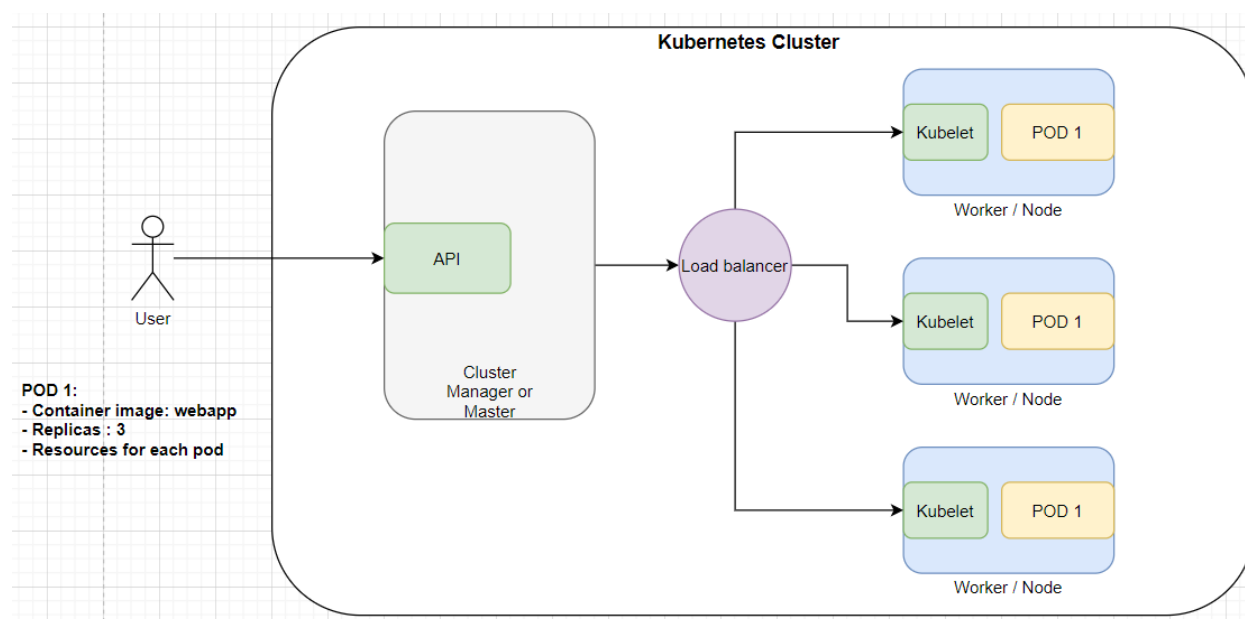 Kubernetes Cluster
Kubelet
POD 1
Worker / Node
API
Load balancer
User
Cluster
Manager or
Master
Kubelet
POD 1
Worker / Node
POD 1:
- Container image: webapp
- Replicas : 3
- Resources for each pod
Kubelet
POD 1
Worker / Node